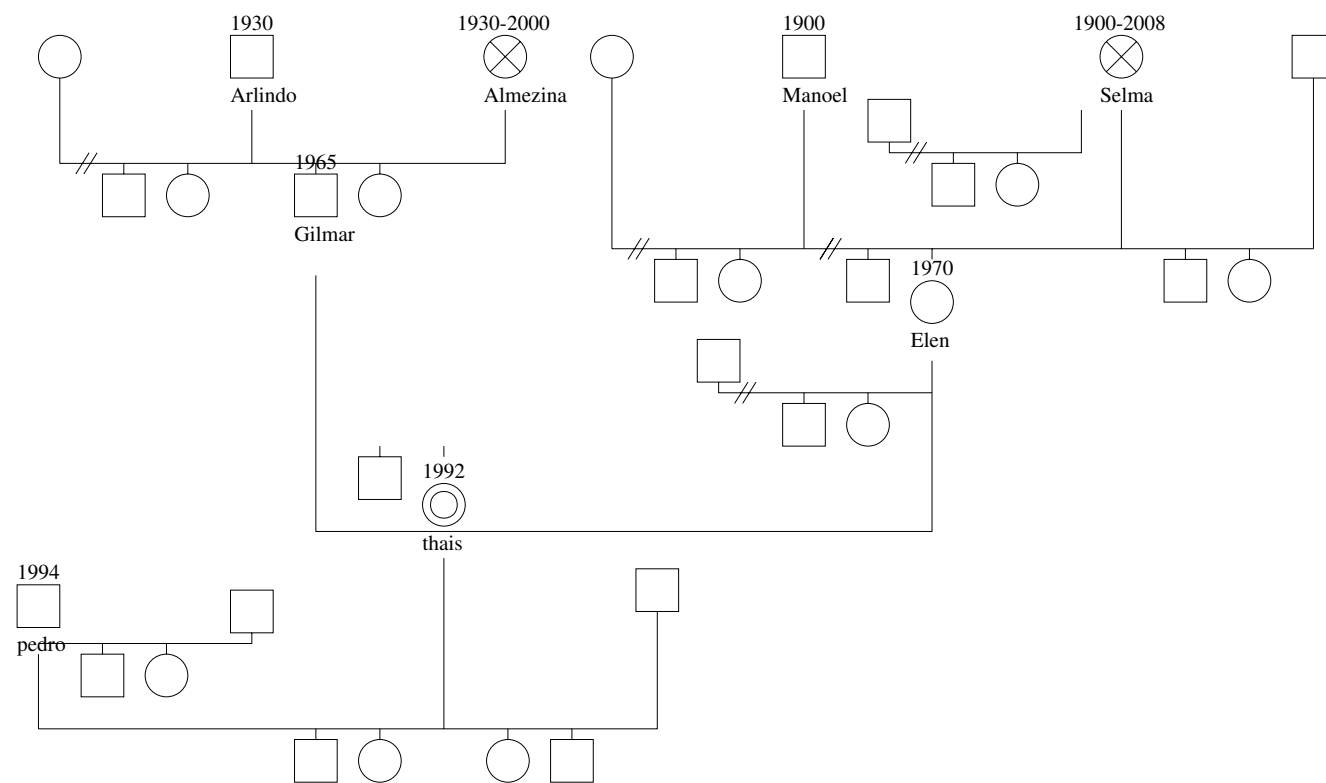 1930
1930-2000
1900
1900-2008
Arlindo
Almezina
Manoel
Selma
1965
Gilmar
1970
Elen
1992
thais
1994
pedro